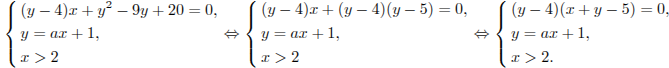 { (y − 4)x + y² − 9y + 20 = 0, y = ax + 1, x > 2 ⇔ { (y − 4)x + (y − 4)(y − 5) = 0, y = ax + 1, x > 2 ⇔ { (y − 4)(x + y − 5) = 0, y = ax + 1, x > 2.